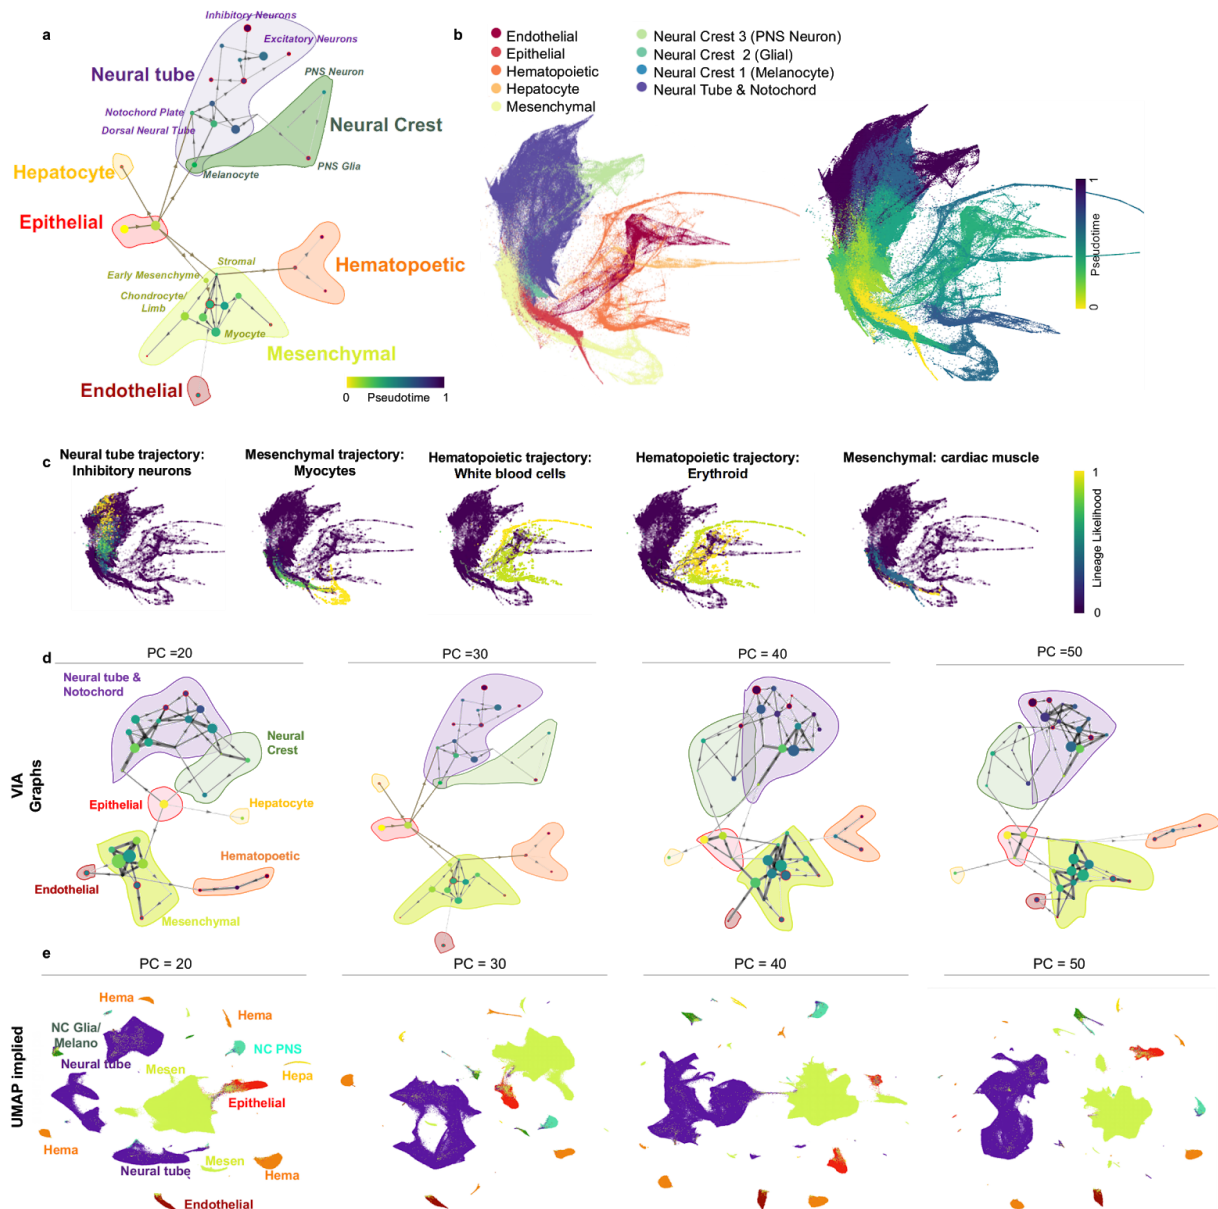 a
Inhibitory Neurons
Excitatory Neurons
Neural tube
PNS Neuron
Notochord Plate
Dorsal Neural Tube
Neural Crest
Melanocyte
PNS Glia
Hepatocyte
Epithelial
Stromal
Hematopoetic
Early Mesenchyme
Chondrocyte/
Limb
Myocyte
Mesenchymal
Endothelial
0 Pseudotime 1
b
Endothelial
Epithelial
Hematopoietic
Hepatocyte
Mesenchymal
Neural Crest 3 (PNS Neuron)
Neural Crest 2 (Glial)
Neural Crest 1 (Melanocyte)
Neural Tube & Notochord
1
Pseudotime
0
c
Neural tube trajectory:
Inhibitory neurons
Mesenchymal trajectory:
Myocytes
Hematopoietic trajectory:
White blood cells
Hematopoietic trajectory:
Erythroid
Mesenchymal: cardiac muscle
1
Lineage Likelihood
0
d
PC =20
PC =30
PC = 40
PC =50
VIA
Graphs
Neural tube &
Notochord
Neural
Crest
Epithelial
Hepatocyte
Hematopoetic
Endothelial
Mesenchymal
e
PC = 20
PC = 30
PC = 40
PC = 50
UMAP implied
Hema
Hema
NC Glia/
Melano
NC PNS
Neural tube
Mesen
Hepa
Epithelial
Hema
Neural tube
Mesen
Hema
Endothelial